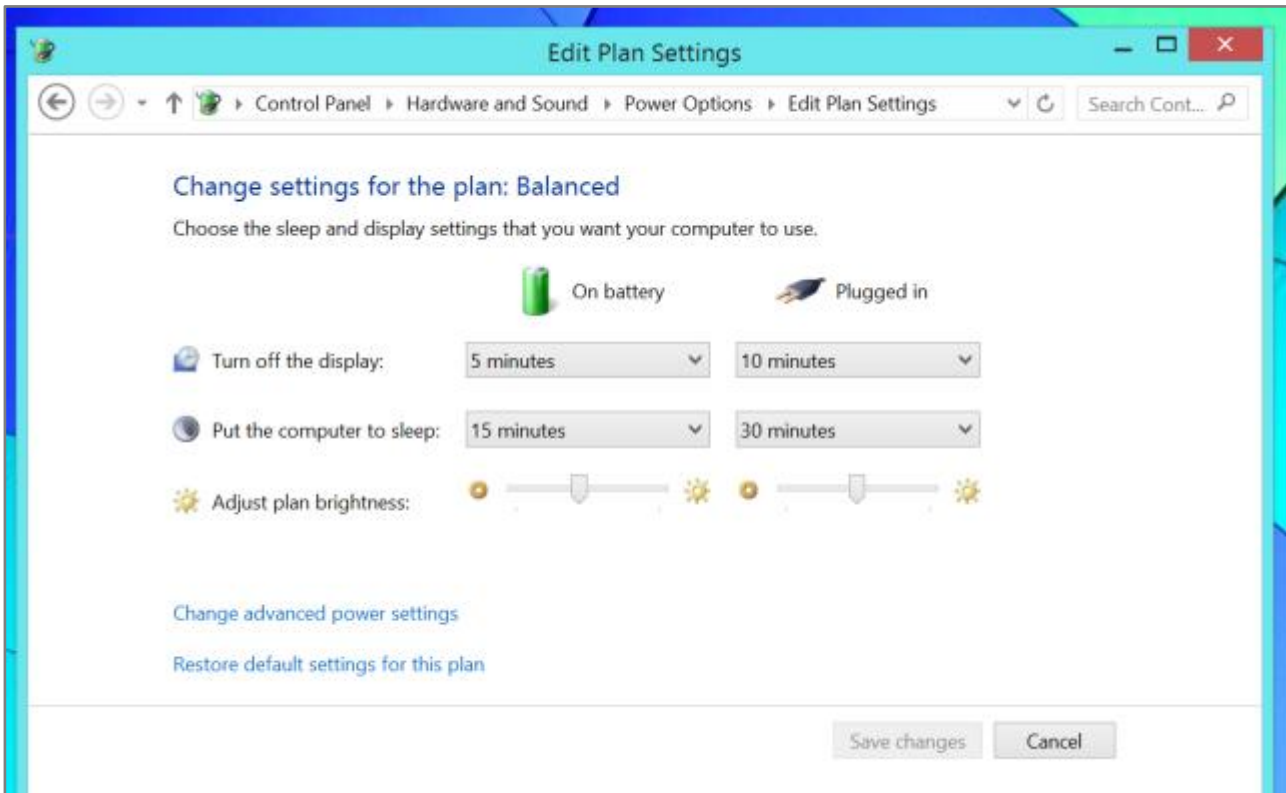 Edit Plan Settings
Control Panel Hardware and Sound Power Options Edit Plan Settings Search Cont...
Change settings for the plan: Balanced
Choose the sleep and display settings that you want your computer to use.
On battery Plugged in
Turn off the display: 5 minutes 10 minutes
Put the computer to sleep: 15 minutes 30 minutes
Adjust plan brightness:
Change advanced power settings
Restore default settings for this plan
Save changes Cancel